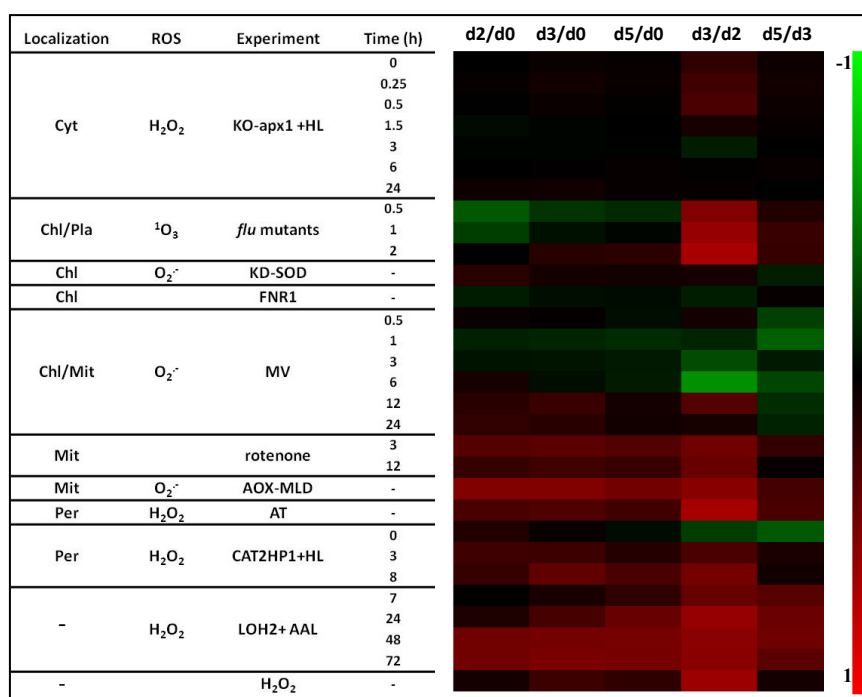 Localization ROS Experiment Time (h) d2/d0 d3/d0 d5/d0 d3/d2 d5/d3
-1
0
0.25
0.5
Cyt H₂O₂ KO-apx1 +HL 1.5
3
6
24
0.5
Chl/Pla ¹O₃ flu mutants 1
2
Chl O₂·⁻ KD-SOD -
Chl FNR1 -
0.5
1
Chl/Mit O₂·⁻ MV 3
6
12
24
Mit rotenone 3
12
Mit O₂·⁻ AOX-MLD -
Per H₂O₂ AT -
0
Per H₂O₂ CAT2HP1+HL 3
8
7
– H₂O₂ LOH2+ AAL 24
48
72
– H₂O₂ -
1